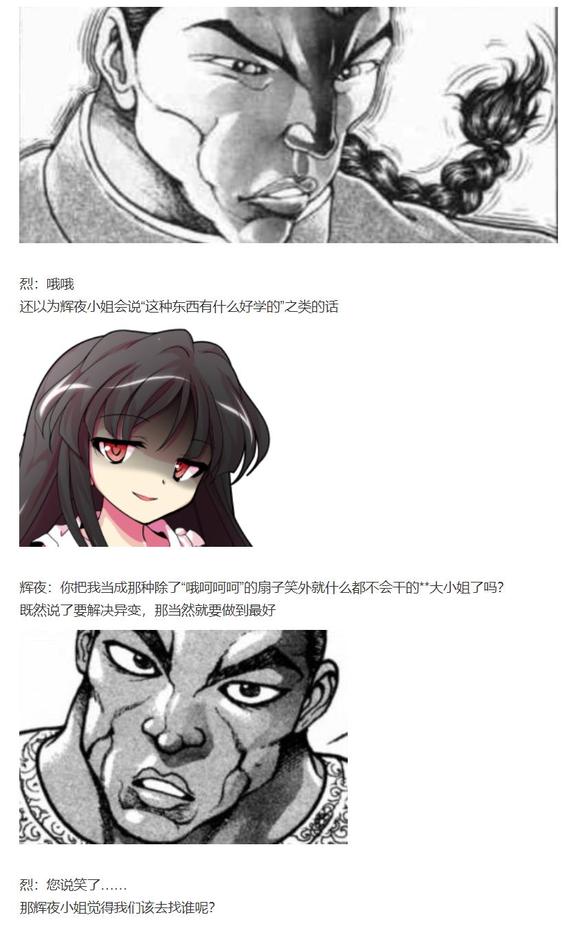 烈：哦哦
还以为辉夜小姐会说“这种东西有什么好学的”之类的话
辉夜：你把我当成那种除了“哦呵呵呵”的扇子笑外就什么都不会干的**大小姐了吗？
既然说了要解决异变，那当然就要做到最好
烈：您说笑了……
那辉夜小姐觉得我们该去找谁呢？